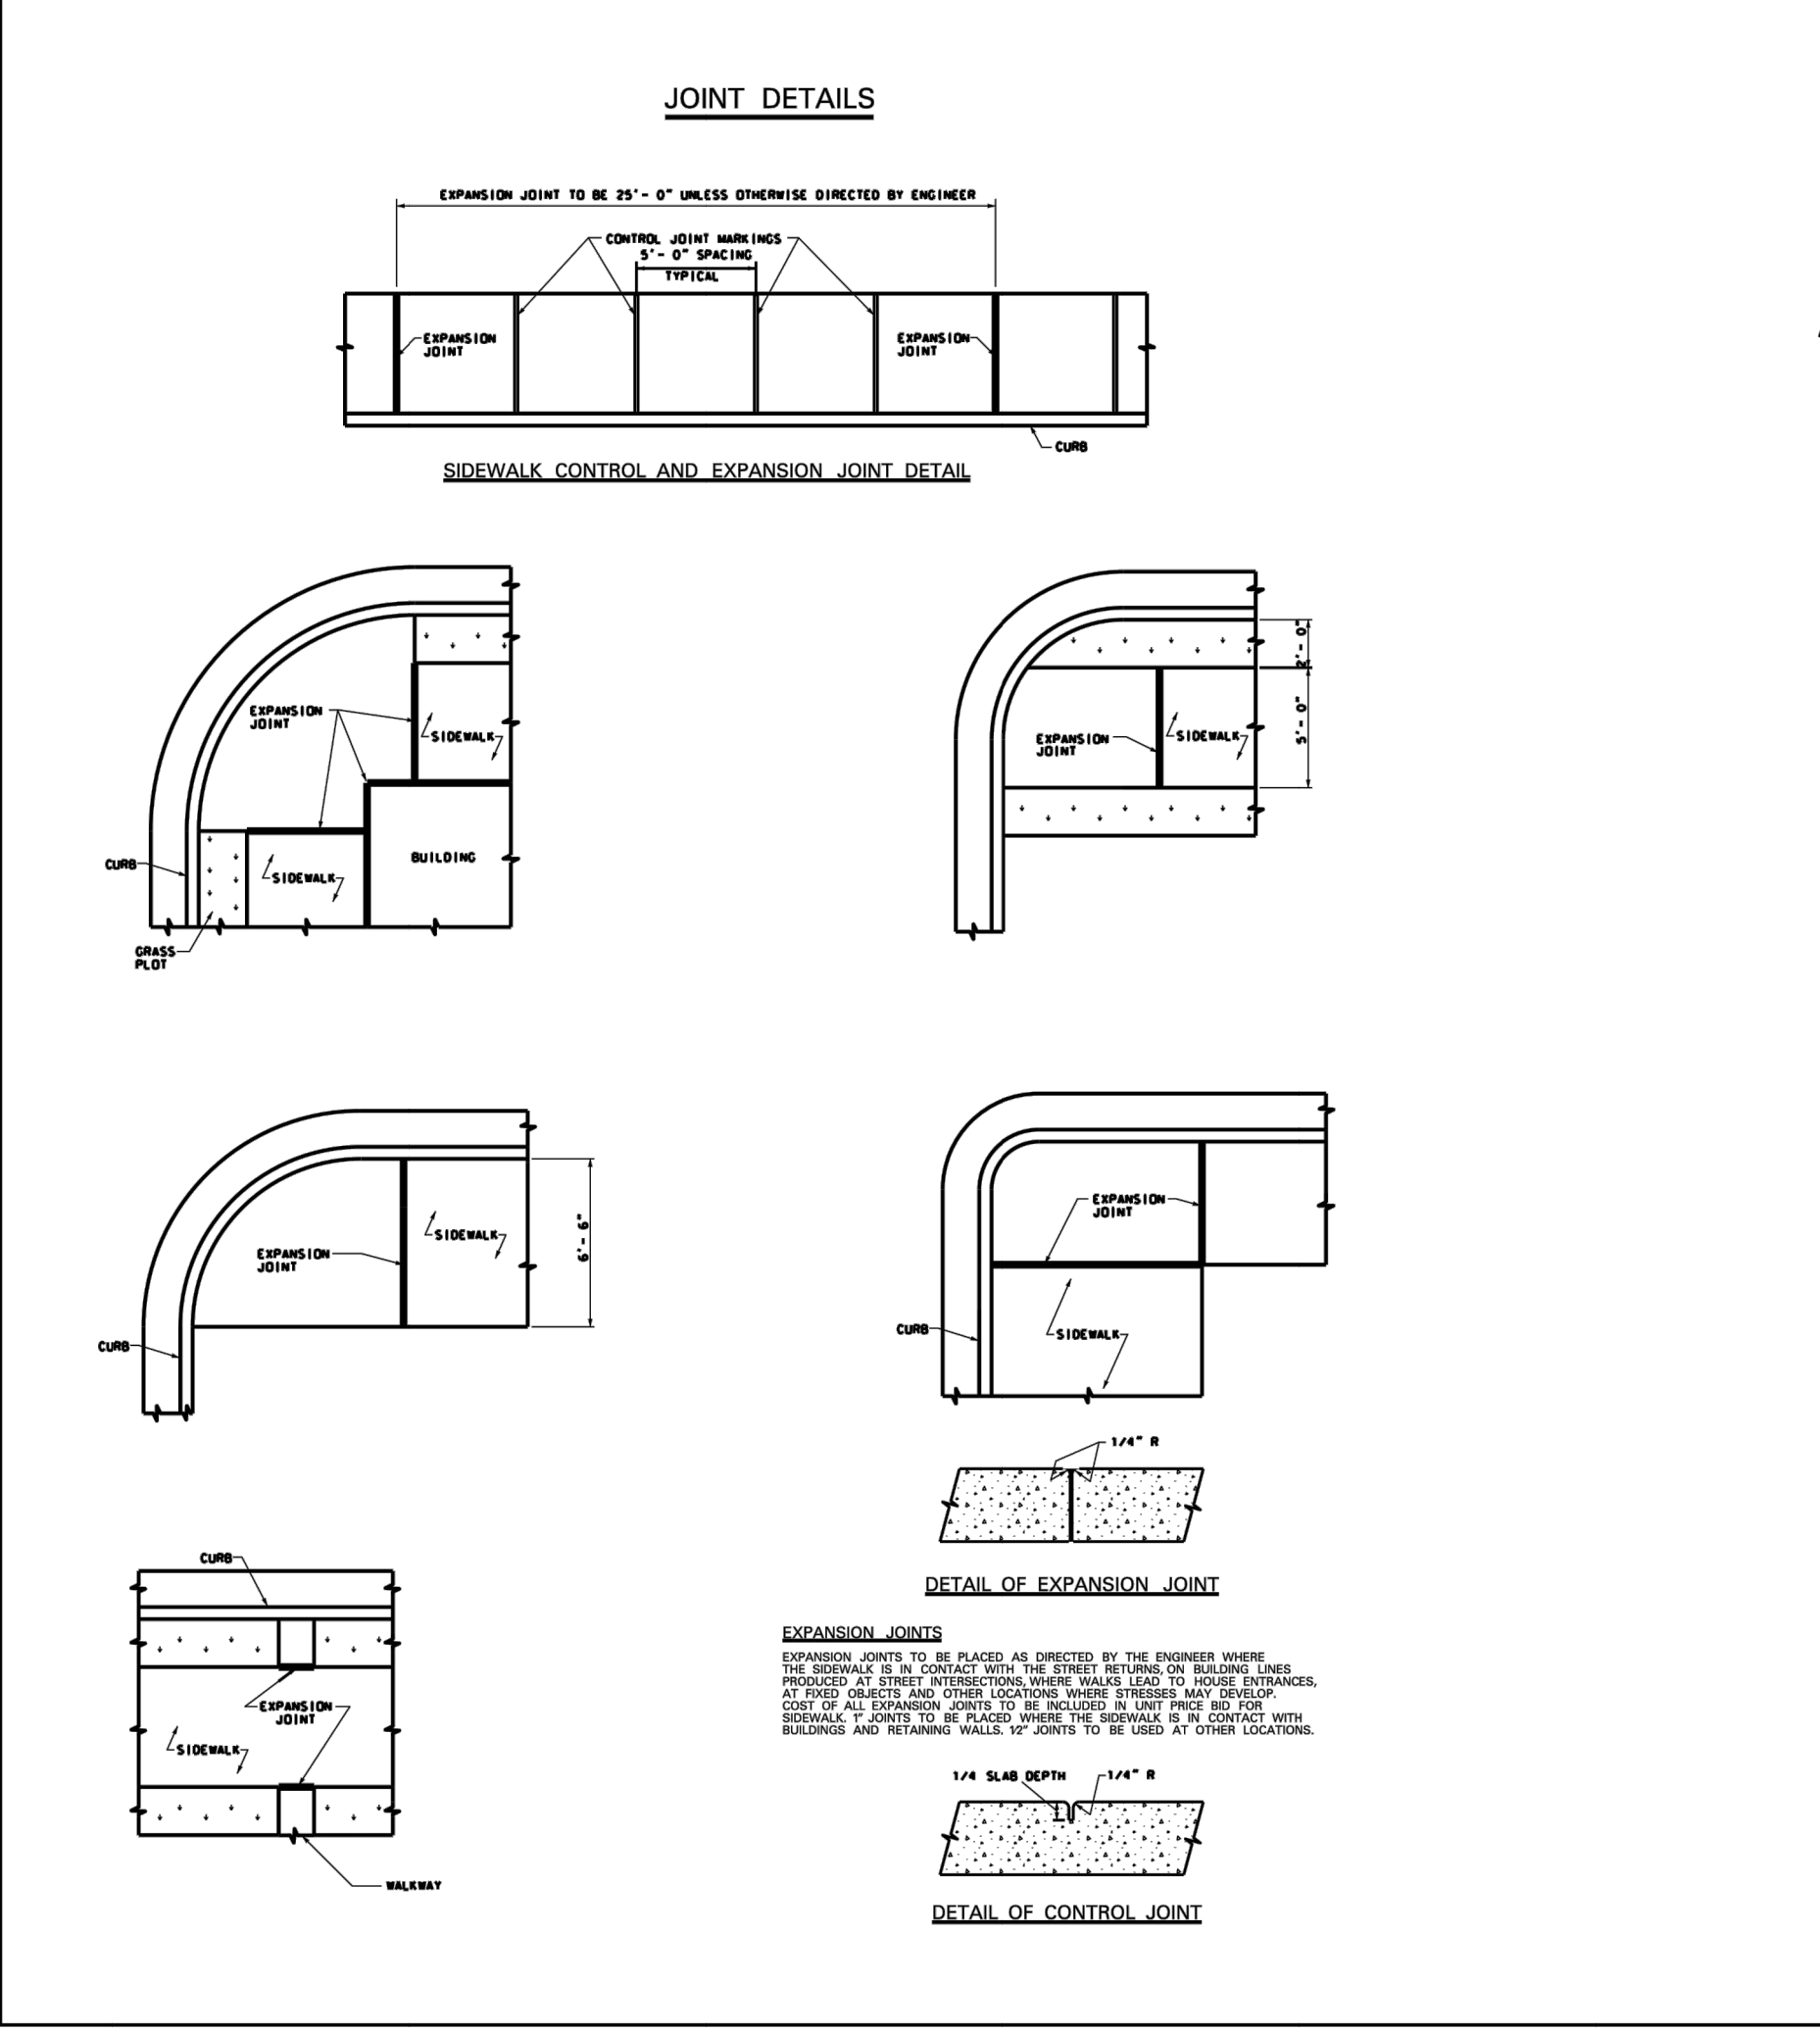 JOINT DETAILS
EXPANSION JOINT TO BE 25'- 0" UNLESS OTHERWISE DIRECTED BY ENGINEER
CONTROL JOINT MARKINGS
5'- 0" SPACING
TYPICAL
EXPANSION
JOINT
EXPANSION
JOINT
CURB
SIDEWALK CONTROL AND EXPANSION JOINT DETAIL
EXPANSION
JOINT
SIDEWALK
BUILDING
CURB
SIDEWALK
GRASS
PLOT
2'- 0"
5'- 0"
EXPANSION
JOINT
SIDEWALK
SIDEWALK
EXPANSION
JOINT
6'- 6"
CURB
EXPANSION
JOINT
CURB
SIDEWALK
1/4" R
DETAIL OF EXPANSION JOINT
CURB
EXPANSION
JOINT
SIDEWALK
WALKWAY
EXPANSION JOINTS
EXPANSION JOINTS TO BE PLACED AS DIRECTED BY THE ENGINEER WHERE
THE SIDEWALK IS IN CONTACT WITH THE STREET RETURNS, ON BUILDING LINES
PRODUCED AT STREET INTERSECTIONS, WHERE WALKS LEAD TO HOUSE ENTRANCES,
AT FIXED OBJECTS AND OTHER LOCATIONS WHERE STRESSES MAY DEVELOP.
COST OF ALL EXPANSION JOINTS TO BE INCLUDED IN UNIT PRICE BID FOR
SIDEWALK. 1" JOINTS TO BE PLACED WHERE THE SIDEWALK IS IN CONTACT WITH
BUILDINGS AND RETAINING WALLS. 1/2" JOINTS TO BE USED AT OTHER LOCATIONS.
1/4 SLAB DEPTH
1/4" R
DETAIL OF CONTROL JOINT